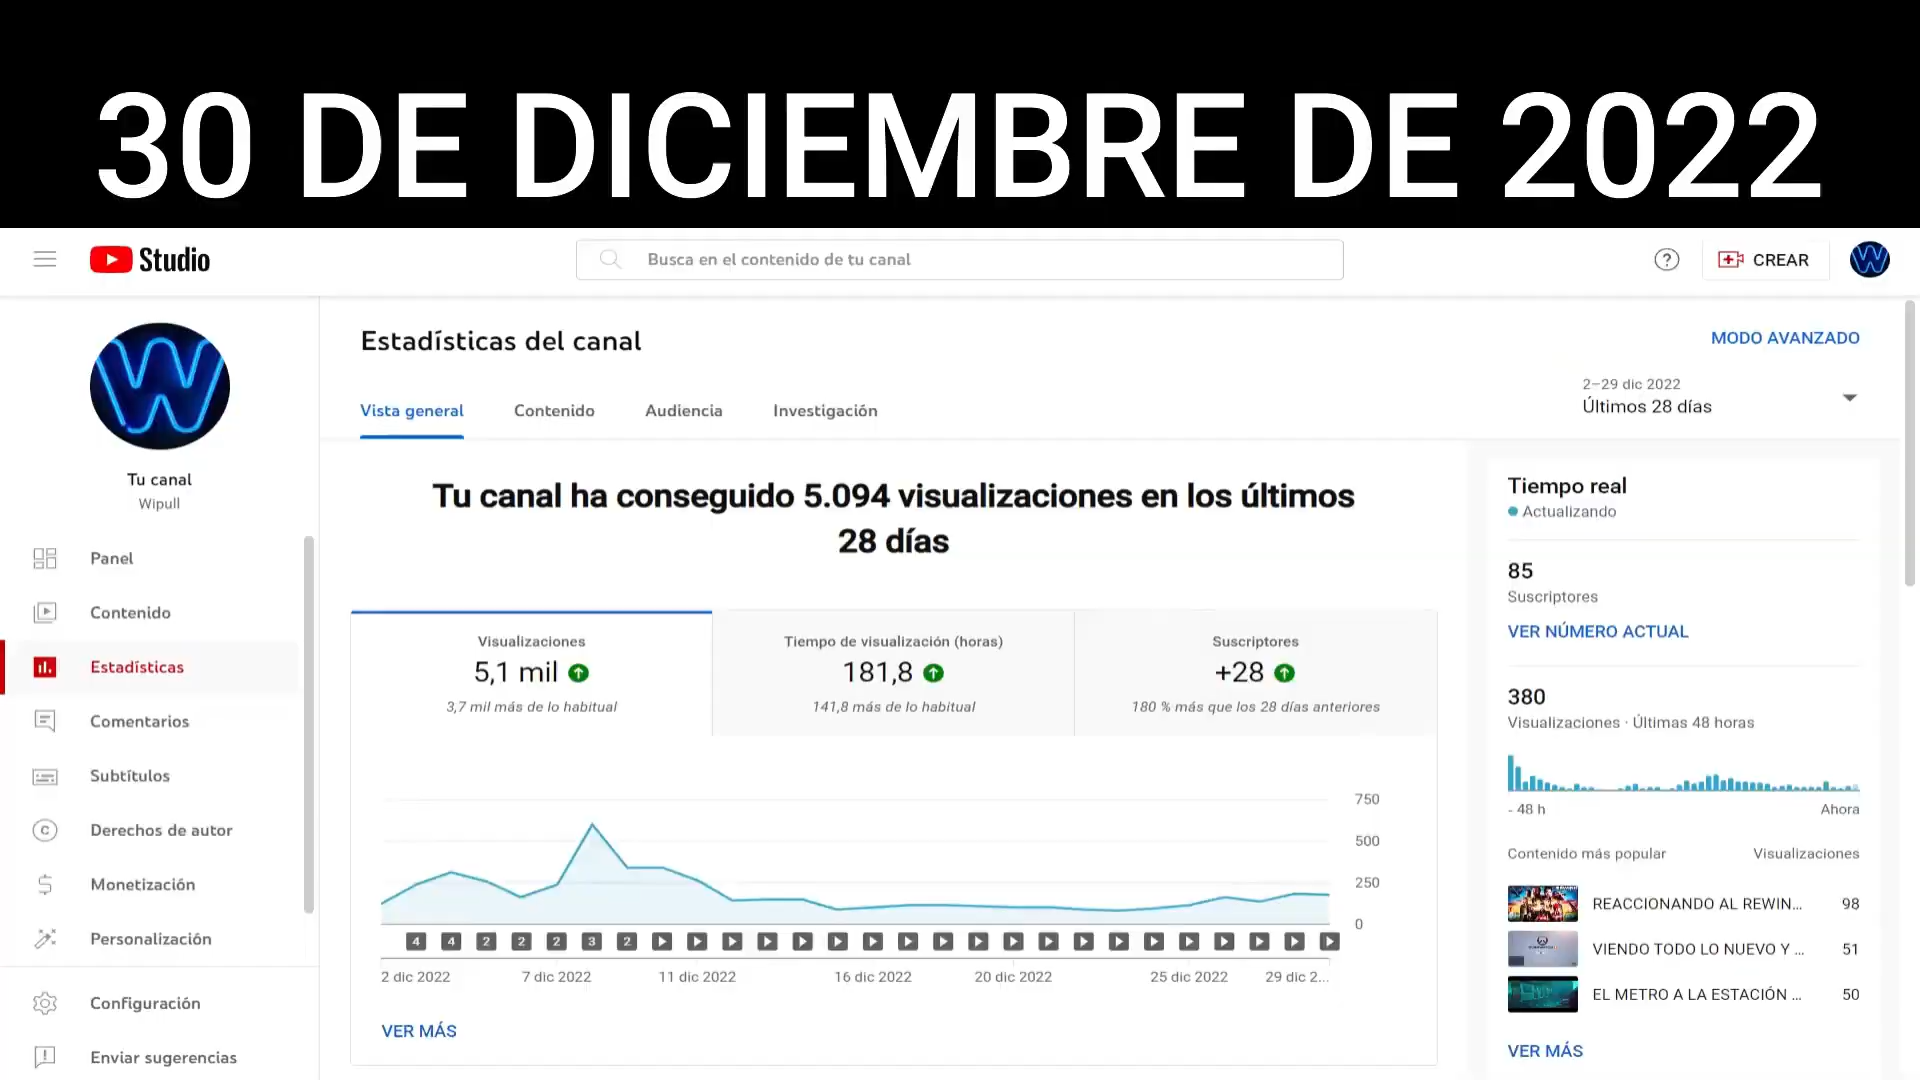 30 DE DICIEMBRE DE 2022
Studio
Busca en el contenido de tu canal
?
CREAR
Tu canal
Wipull
Panel
Contenido
Estadísticas
Comentarios
Subtítulos
Derechos de autor
Monetización
Personalización
Configuración
Enviar sugerencias
Estadísticas del canal
MODO AVANZADO
Vista general
Contenido
Audiencia
Investigación
2–29 dic 2022
Últimos 28 días
Tu canal ha conseguido 5.094 visualizaciones en los últimos
28 días
Visualizaciones
5,1 mil
3,7 mil más de lo habitual
Tiempo de visualización (horas)
181,8
141,8 más de lo habitual
Suscriptores
+28
180 % más que los 28 días anteriores
750
500
250
0
4 4 2 2 2 3 2
2 dic 2022
7 dic 2022
11 dic 2022
16 dic 2022
20 dic 2022
25 dic 2022
29 dic 2...
VER MÁS
Tiempo real
Actualizando
85
Suscriptores
VER NÚMERO ACTUAL
380
Visualizaciones · Últimas 48 horas
- 48 h
Ahora
Contenido más popular
Visualizaciones
REACCIONANDO AL REWIN... 98
VIENDO TODO LO NUEVO Y ... 51
EL METRO A LA ESTACIÓN ... 50
VER MÁS